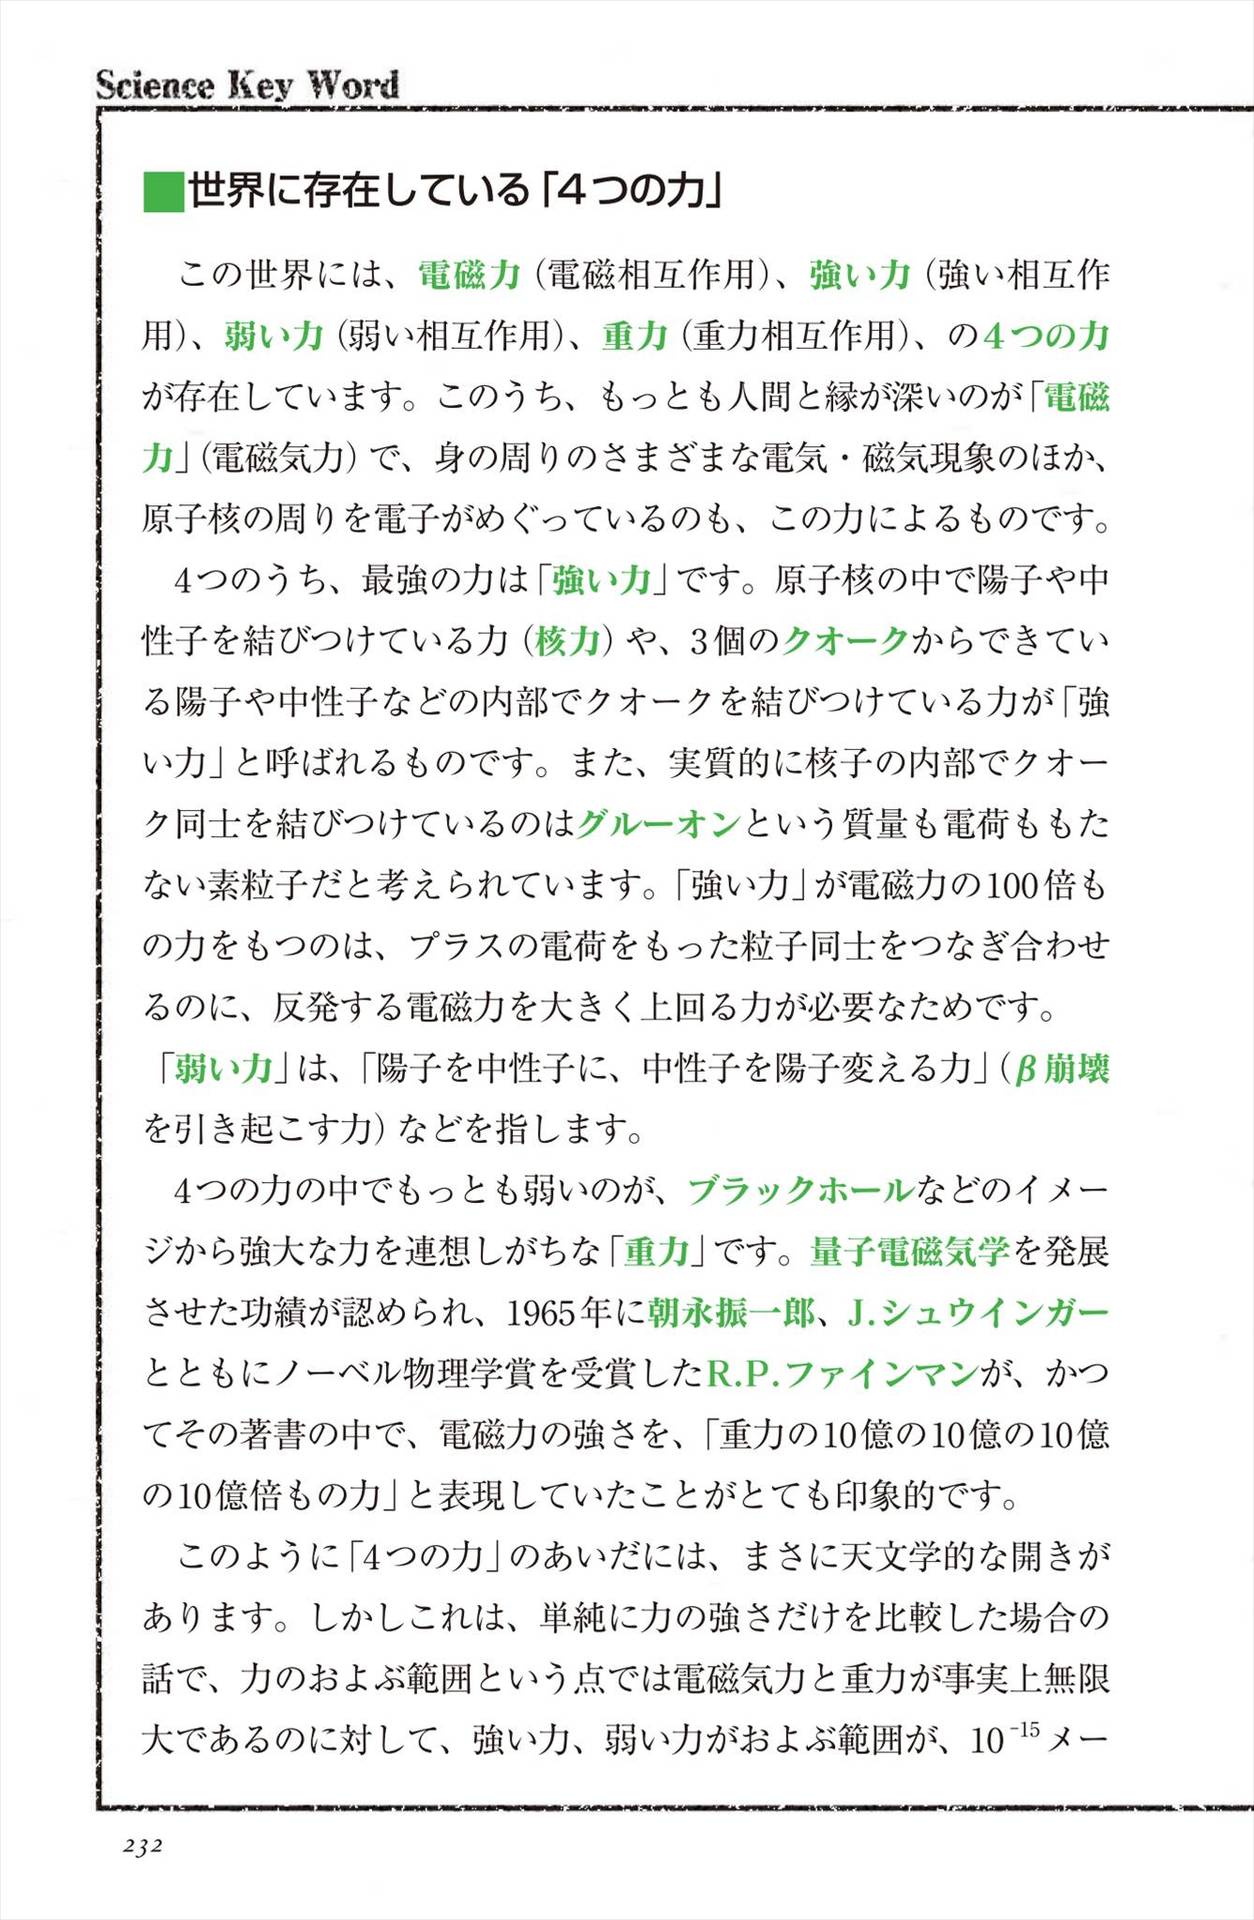 Science Key Word
■世界に存在している「4つの力」
この世界には、電磁力（電磁相互作用）、強い力（強い相互作
用）、弱い力（弱い相互作用）、重力（重力相互作用）、の4つの力
が存在しています。このうち、もっとも人間と縁が深いのが「電磁
力」（電磁気力）で、身の周りのさまざまな電気・磁気現象のほか、
原子核の周りを電子がめぐっているのも、この力によるものです。
4つのうち、最強の力は「強い力」です。原子核の中で陽子や中
性子を結びつけている力（核力）や、3個のクオークからできてい
る陽子や中性子などの内部でクオークを結びつけている力が「強
い力」と呼ばれるものです。また、実質的に核子の内部でクオー
ク同士を結びつけているのはグルーオンという質量も電荷ももた
ない素粒子だと考えられています。「強い力」が電磁力の100倍も
の力をもつのは、プラスの電荷をもった粒子同士をつなぎ合わせ
るのに、反発する電磁力を大きく上回る力が必要なためです。
「弱い力」は、「陽子を中性子に、中性子を陽子変える力」（β崩壊
を引き起こす力）などを指します。
4つの力の中でもっとも弱いのが、ブラックホールなどのイメー
ジから強大な力を連想しがちな「重力」です。量子電磁気学を発展
させた功績が認められ、1965年に朝永振一郎、J.シュウインガー
とともにノーベル物理学賞を受賞したR.P.ファインマンが、かつ
てその著書の中で、電磁力の強さを、「重力の10億の10億の10億
の10億倍もの力」と表現していたことがとても印象的です。
このように「4つの力」のあいだには、まさに天文学的な開きが
あります。しかしこれは、単純に力の強さだけを比較した場合の
話で、力のおよぶ範囲という点では電磁気力と重力が事実上無限
大であるのに対して、強い力、弱い力がおよぶ範囲が、10⁻¹⁵メー
232